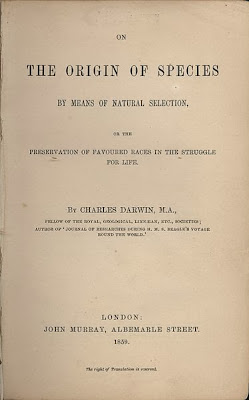 ON
THE ORIGIN OF SPECIES
BY MEANS OF NATURAL SELECTION,
OR THE
PRESERVATION OF FAVOURED RACES IN THE STRUGGLE
FOR LIFE.
BY CHARLES DARWIN, M.A.,
FELLOW OF THE ROYAL, GEOLOGICAL, LINNÆAN, ETC., SOCIETIES;
AUTHOR OF 'JOURNAL OF RESEARCHES DURING H. M. S. BEAGLE'S VOYAGE
ROUND THE WORLD.'
LONDON:
JOHN MURRAY, ALBEMARLE STREET.
1859.
The right of Translation is reserved.